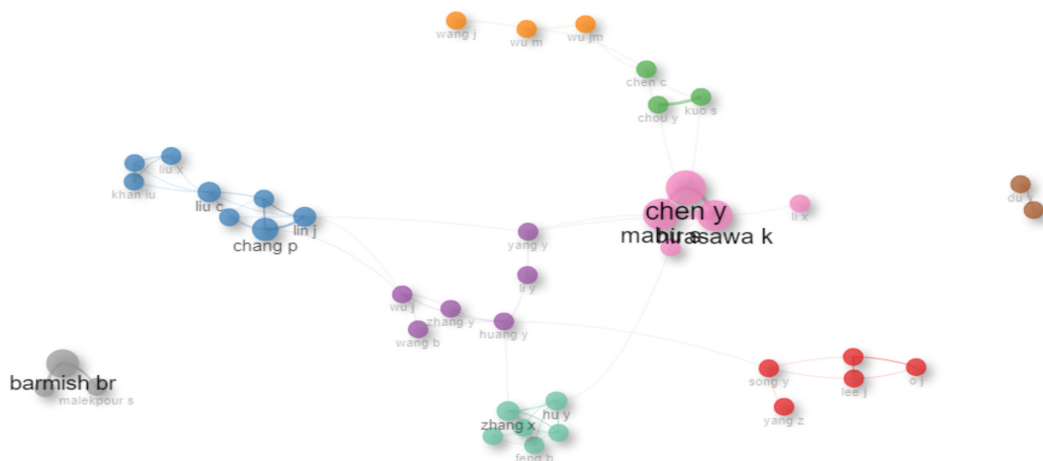 wang j
wu m
wu jm
chen c
chou y
kuo s
liu x
khan iu
liu c
lin j
chang p
chen y
mabu s
hirasawa k
li x
du y
yang y
li y
wu j
zhang y
wang b
huang y
barmish br
malekpour s
song y
lee j
o j
yang z
hu y
zhang x
feng b